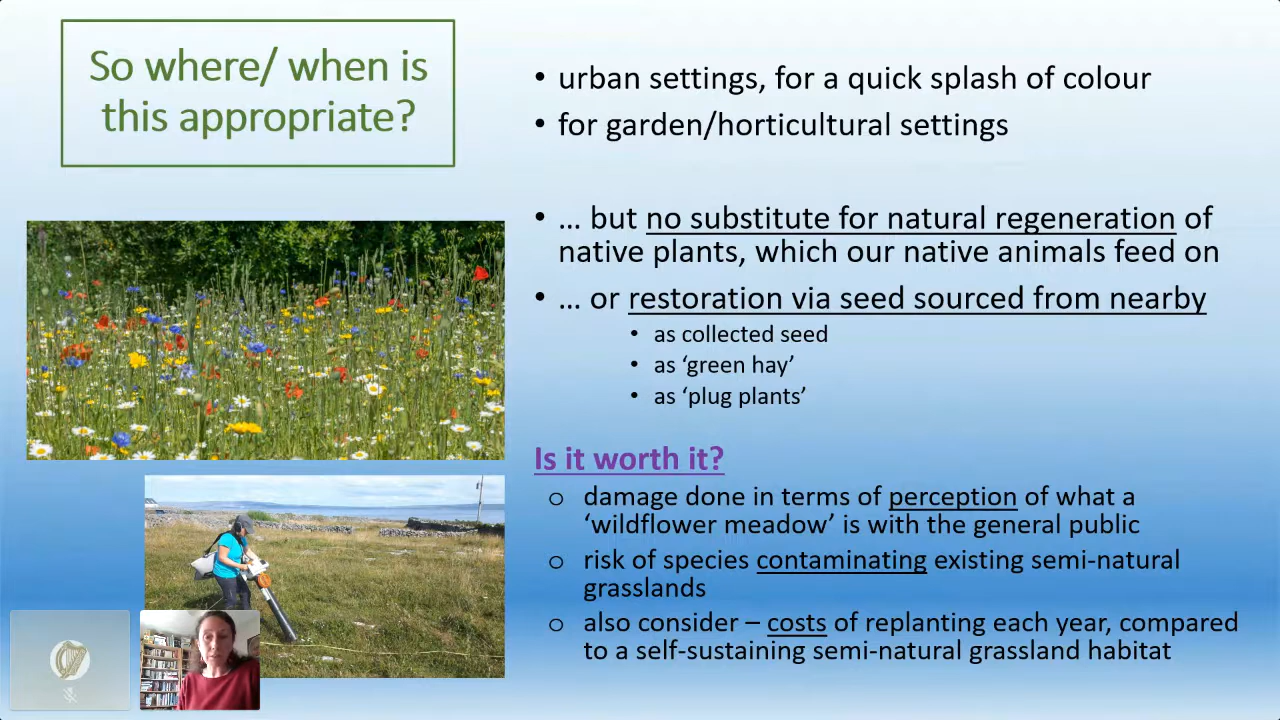 So where/ when is
this appropriate?
• urban settings, for a quick splash of colour
• for garden/horticultural settings
• … but no substitute for natural regeneration of
native plants, which our native animals feed on
• … or restoration via seed sourced from nearby
• as collected seed
• as ‘green hay’
• as ‘plug plants’
Is it worth it?
o damage done in terms of perception of what a
‘wildflower meadow’ is with the general public
o risk of species contaminating existing semi-natural
grasslands
o also consider – costs of replanting each year, compared
to a self-sustaining semi-natural grassland habitat